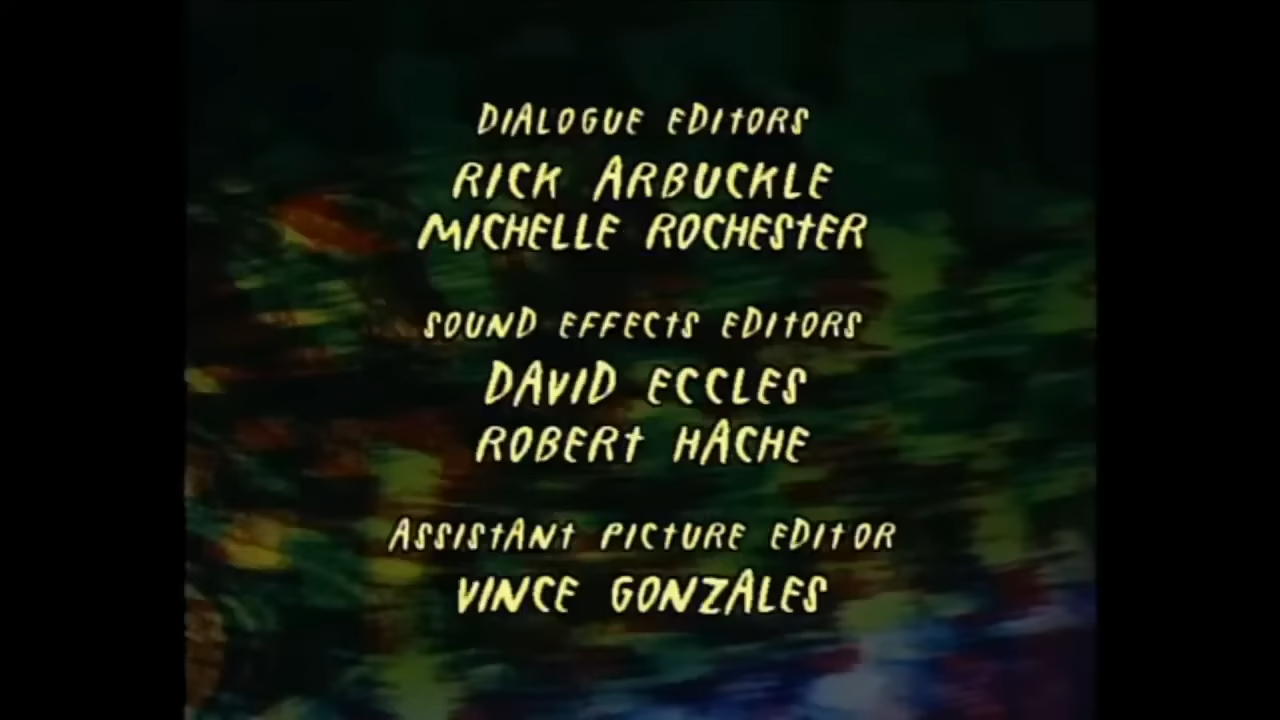 DIALOGUE EDITORS
RICK ARBUCKLE
MICHELLE ROCHESTER
SOUND EFFECTS EDITORS
DAVID ECCLES
ROBERT HACHE
ASSISTANT PICTURE EDITOR
VINCE GONZALES